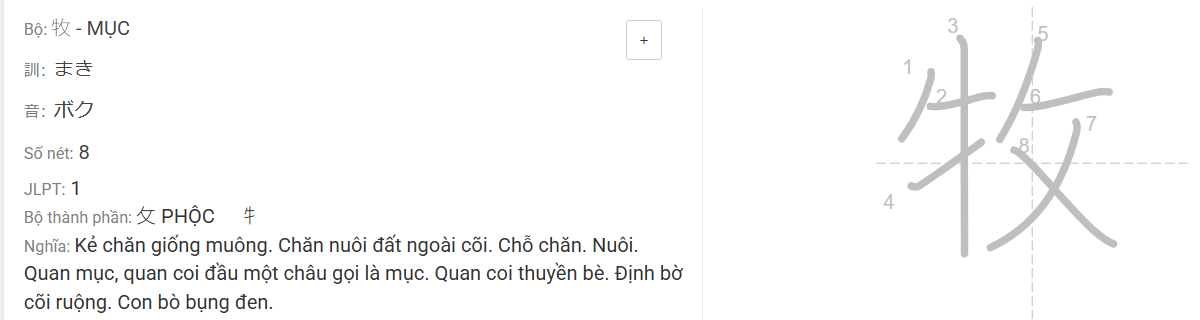 Bộ: 牧 - MỤC
+
訓: まき
音: ボク
Số nét: 8
JLPT: 1
Bộ thành phần: 攵 PHỘC 牜
Nghĩa: Kẻ chăn giống muông. Chăn nuôi đất ngoài cõi. Chỗ chăn. Nuôi.
Quan mục, quan coi đầu một châu gọi là mục. Quan coi thuyền bè. Định bờ
cõi ruộng. Con bò bụng đen.
牧
1
2
3
4
5
6
7
8